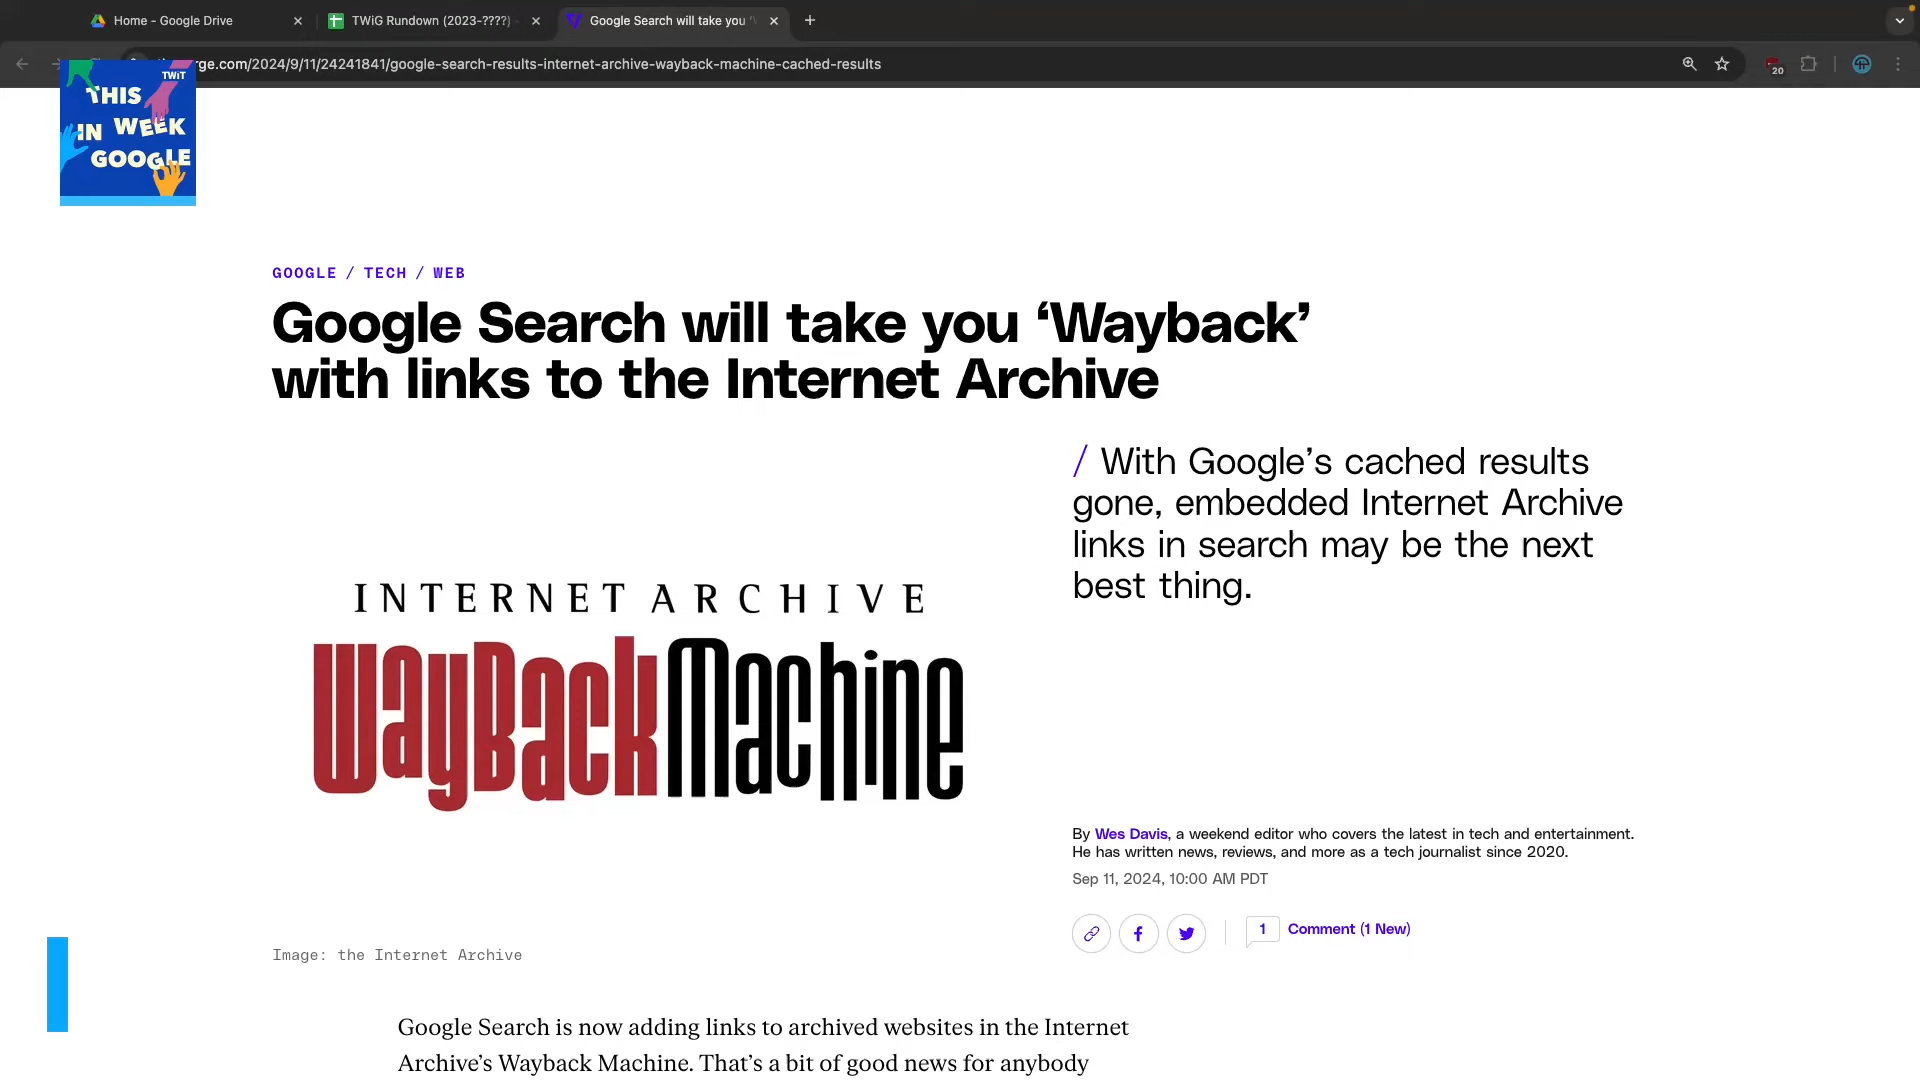 Home - Google Drive
TWiG Rundown (2023-????)
Google Search will take you
rge.com/2024/9/11/24241841/google-search-results-internet-archive-wayback-machine-cached-results
20
TWiT
THIS
IN WEEK
GOOGLE
GOOGLE / TECH / WEB
Google Search will take you ‘Wayback’
with links to the Internet Archive
/ With Google’s cached results
gone, embedded Internet Archive
links in search may be the next
best thing.
INTERNET ARCHIVE
WayBackMachine
By Wes Davis, a weekend editor who covers the latest in tech and entertainment.
He has written news, reviews, and more as a tech journalist since 2020.
Sep 11, 2024, 10:00 AM PDT
1 Comment (1 New)
Image: the Internet Archive
Google Search is now adding links to archived websites in the Internet
Archive’s Wayback Machine. That’s a bit of good news for anybody